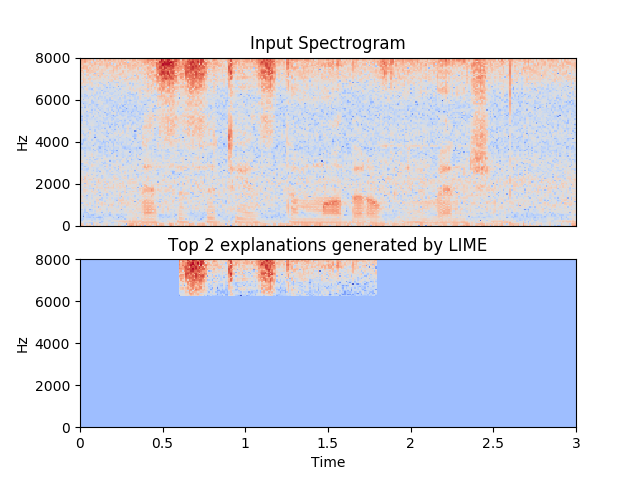 Input Spectrogram
8000
6000
4000
2000
0
Hz
Top 2 explanations generated by LIME
8000
6000
4000
2000
0
Hz
0 0.5 1 1.5 2 2.5 3
Time